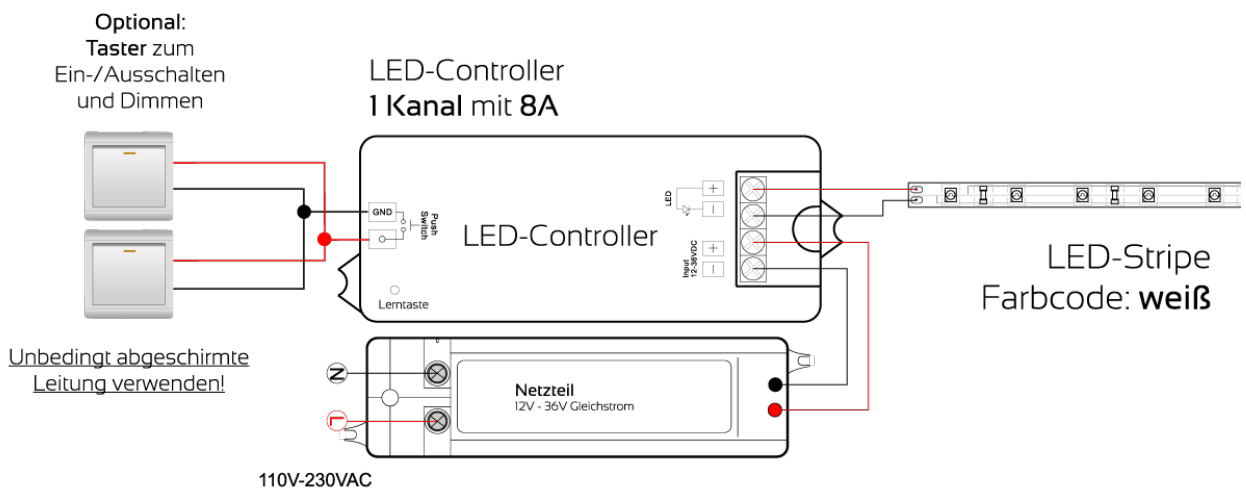 Optional:
Taster zum
Ein-/Ausschalten
und Dimmen
LED-Controller
1 Kanal mit 8A
GND
Push
Switch
LED-Controller
LED
+
−
Input
12-36VDC
+
−
Lerntaste
LED-Stripe
Farbcode: weiß
Unbedingt abgeschirmte
Leitung verwenden!
N
L
Netzteil
12V - 36V Gleichstrom
110V-230VAC